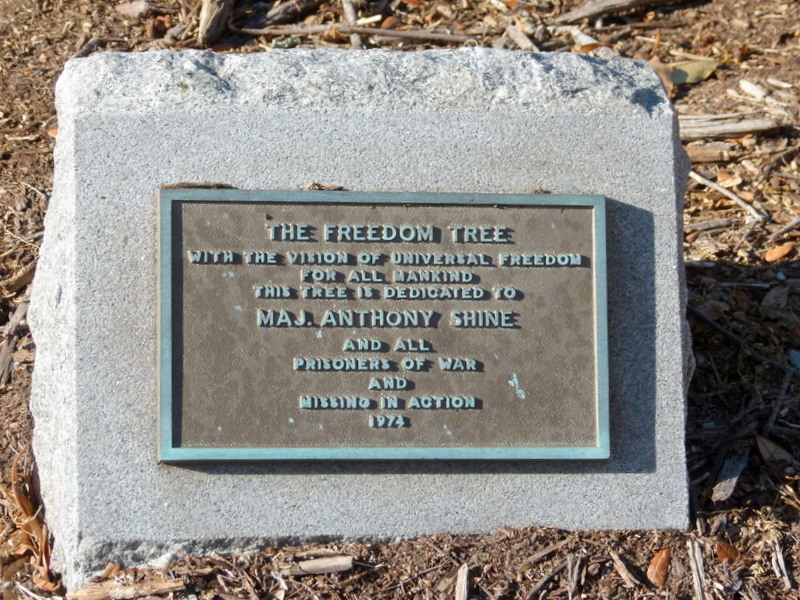 THE FREEDOM TREE
WITH THE VISION OF UNIVERSAL FREEDOM
FOR ALL MANKIND
THIS TREE IS DEDICATED TO
MAJ. ANTHONY SHINE
AND ALL
PRISONERS OF WAR
AND
MISSING IN ACTION
1974